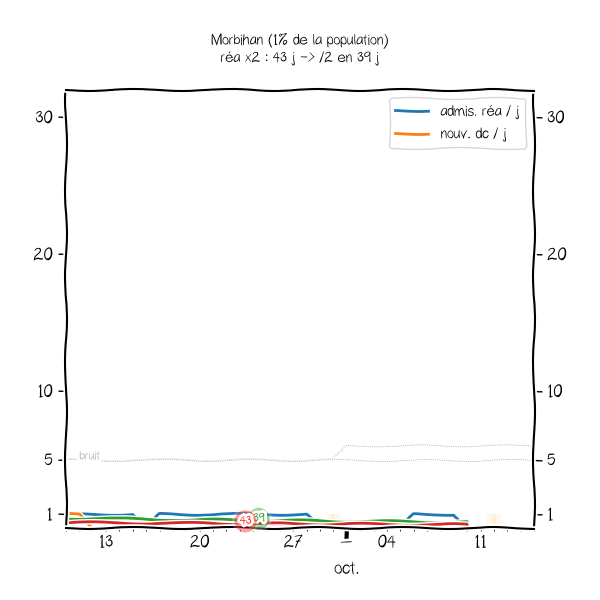 Morbihan (1% de la population)
réa x2 : 43 j -> /2 en 39 j
admis. réa / j
nouv. dc / j
30
30
20
20
10
10
5
bruit
5
1
43
39
1
13
20
27
04
11
oct.